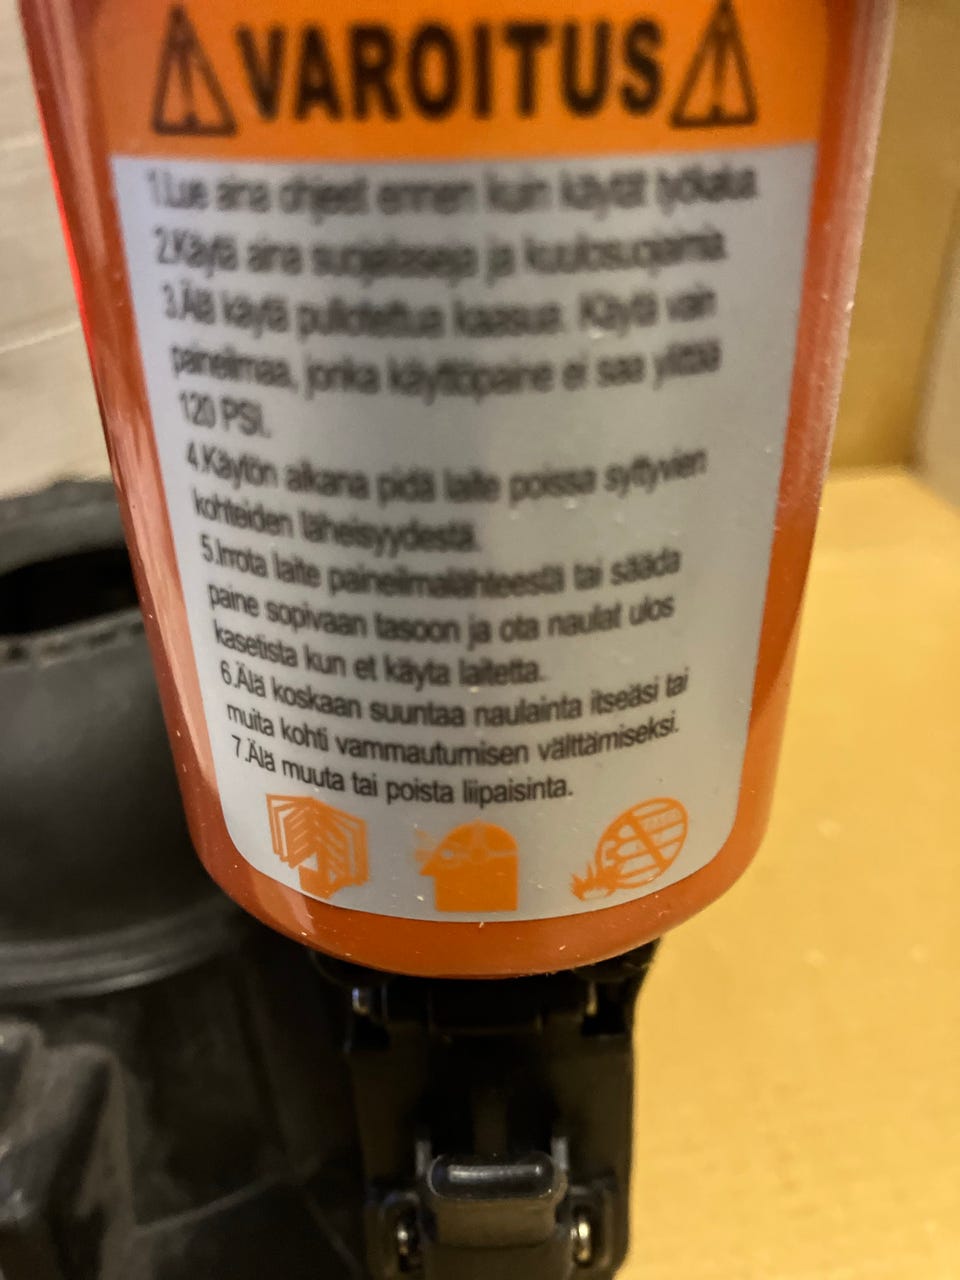 VAROITUS
1.Lue aina ohjeet ennen kuin käytät työkalua.
2.Käytä aina suojalaseja ja kuulosuojaimia.
3.Älä käytä pullotettua kaasua. Käytä vain
paineilmaa, jonka käyttöpaine ei saa ylittää
120 PSI.
4.Käytön aikana pidä laite poissa syttyvien
kohteiden läheisyydestä.
5.Irrota laite paineilmalähteestä tai sääda
paine sopivaan tasoon ja ota naulat ulos
kasetista kun et käyta laitetta.
6.Älä koskaan suuntaa naulainta itseäsi tai
muita kohti vammautumisen välttämiseksi.
7.Älä muuta tai poista liipaisinta.